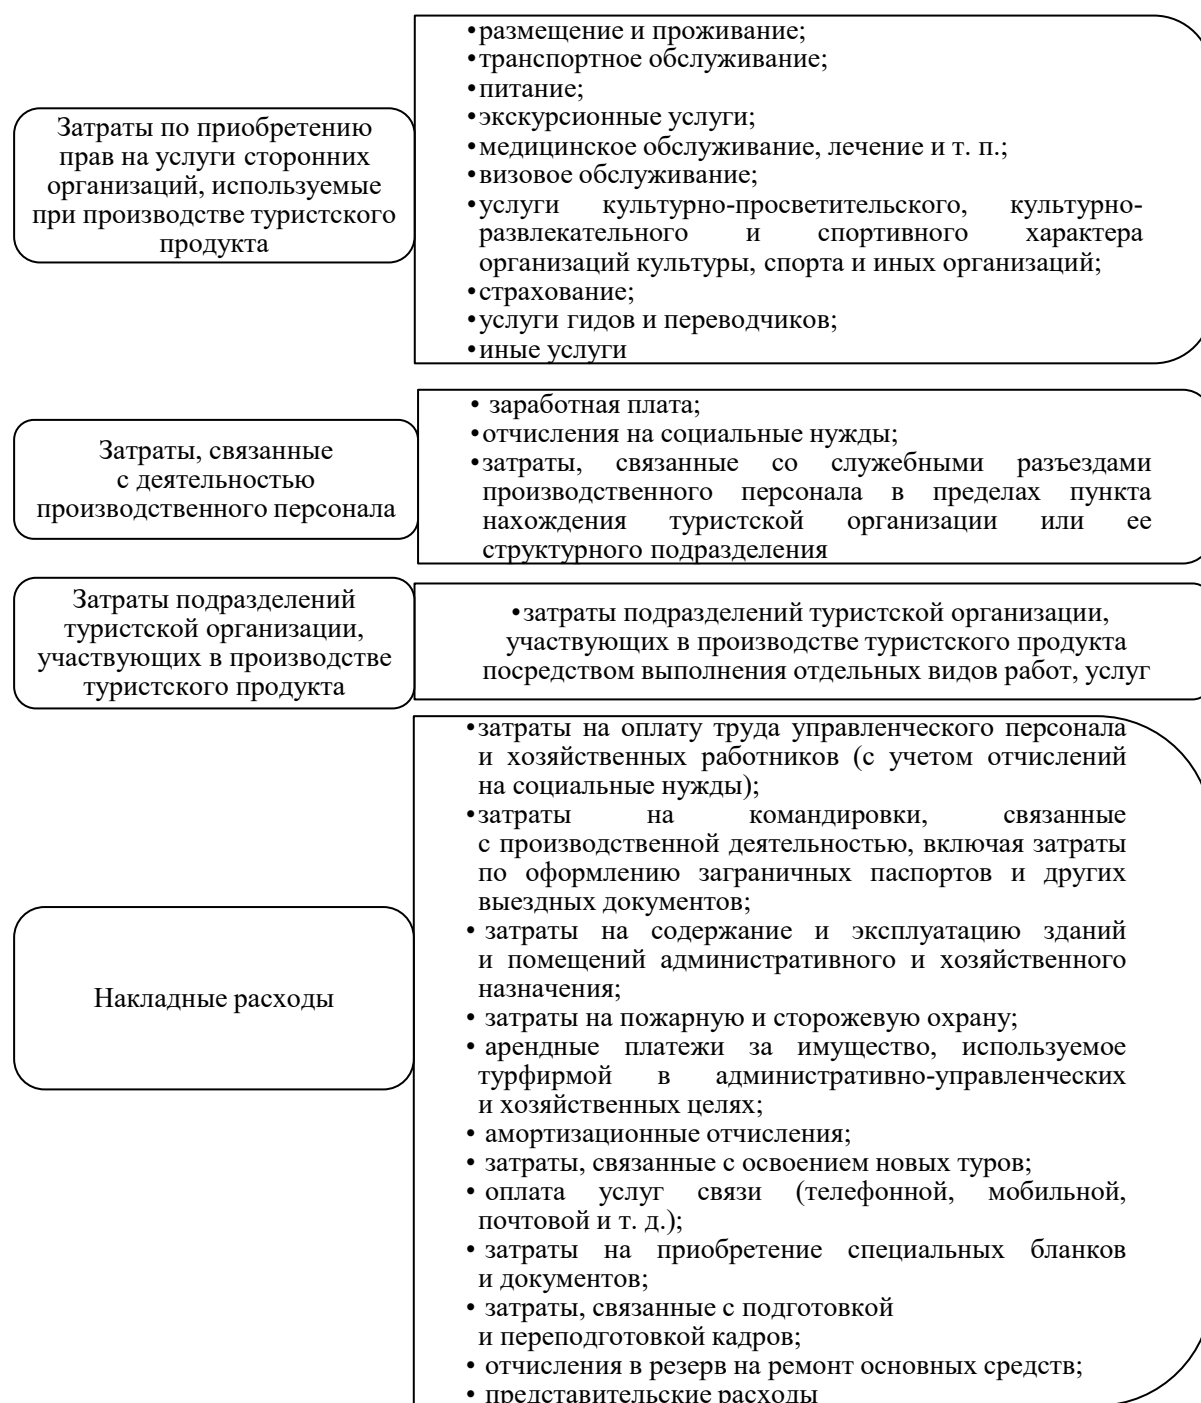 Затраты по приобретению
прав на услуги сторонних
организаций, используемые
при производстве туристского
продукта
•размещение и проживание;
•транспортное обслуживание;
•питание;
•экскурсионные услуги;
•медицинское обслуживание, лечение и т. п.;
•визовое обслуживание;
•услуги культурно-просветительского, культурно-
развлекательного и спортивного характера
организаций культуры, спорта и иных организаций;
•страхование;
•услуги гидов и переводчиков;
•иные услуги
Затраты, связанные
с деятельностью
производственного персонала
• заработная плата;
•отчисления на социальные нужды;
•затраты, связанные со служебными разъездами
производственного персонала в пределах пункта
нахождения туристской организации или ее
структурного подразделения
Затраты подразделений
туристской организации,
участвующих в производстве
туристского продукта
•затраты подразделений туристской организации,
участвующих в производстве туристского продукта
посредством выполнения отдельных видов работ, услуг
Накладные расходы
•затраты на оплату труда управленческого персонала
и хозяйственных работников (с учетом отчислений
на социальные нужды);
•затраты на командировки, связанные
с производственной деятельностью, включая затраты
по оформлению заграничных паспортов и других
выездных документов;
• затраты на содержание и эксплуатацию зданий
и помещений административного и хозяйственного
назначения;
• затраты на пожарную и сторожевую охрану;
• арендные платежи за имущество, используемое
турфирмой в административно-управленческих
и хозяйственных целях;
• амортизационные отчисления;
• затраты, связанные с освоением новых туров;
• оплата услуг связи (телефонной, мобильной,
почтовой и т. д.);
• затраты на приобретение специальных бланков
и документов;
• затраты, связанные с подготовкой
и переподготовкой кадров;
• отчисления в резерв на ремонт основных средств;
• представительские расходы